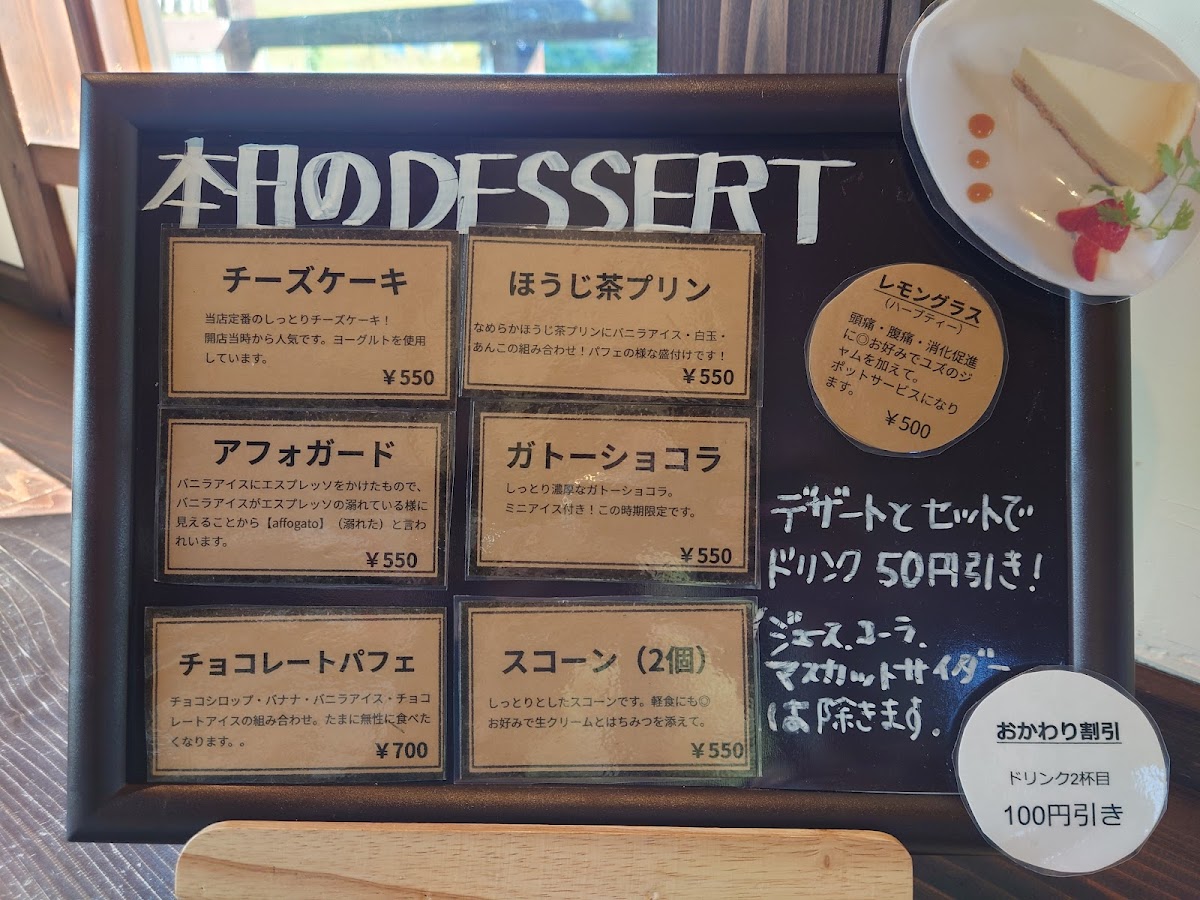 本日のDESSERT
チーズケーキ
当店定番のしっとりチーズケーキ！
開店当時から人気です。ヨーグルトを使用
しています。
￥550
ほうじ茶プリン
なめらかほうじ茶プリンにバニラアイス・白玉・
あんこの組み合わせ！パフェの様な盛付けです！
￥550
アフォガード
バニラアイスにエスプレッソをかけたもので、
バニラアイスがエスプレッソの溺れている様に
見えることから【affogato】（溺れた）と言わ
れいます。
￥550
ガトーショコラ
しっとり濃厚なガトーショコラ。
ミニアイス付き！この時期限定です。
￥550
チョコレートパフェ
チョコシロップ・バナナ・バニラアイス・チョコ
レートアイスの組み合わせ。たまに無性に食べた
くなります。。
￥700
スコーン（2個）
しっとりとしたスコーンです。軽食にも◎
お好みで生クリームとはちみつを添えて。
￥550
レモングラス
（ハーブティー）
頭痛・腹痛・消化促進
に◎お好みでユズのジ
ャムを加えて。
ポットサービスになり
ます。
￥500
デザートとセットで
ドリンク 50円引き!
ジュース.コーラ.
マスカットサイダー
は除きます.
おかわり割引
ドリンク2杯目
100円引き